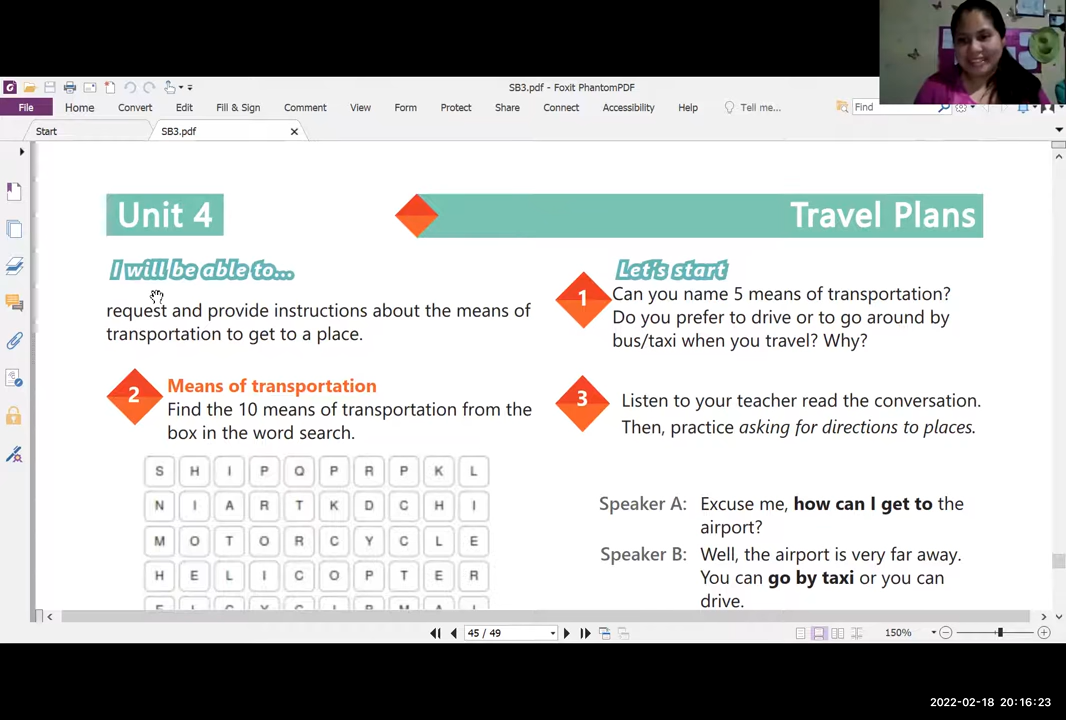 SB3.pdf - Foxit PhantomPDF
File Home Convert Edit Fill & Sign Comment View Form Protect Share Connect Accessibility Help Tell me... Find
Start SB3.pdf
Unit 4
Travel Plans
I will be able to...
request and provide instructions about the means of
transportation to get to a place.
2
Means of transportation
Find the 10 means of transportation from the
box in the word search.
S H I P Q P R P K L
N I A R T K D C H I
M O T O R C Y C L E
H E L I C O P T E R
Let's start
1
Can you name 5 means of transportation?
Do you prefer to drive or to go around by
bus/taxi when you travel? Why?
3
Listen to your teacher read the conversation.
Then, practice asking for directions to places.
Speaker A: Excuse me, how can I get to the
airport?
Speaker B: Well, the airport is very far away.
You can go by taxi or you can
drive.
45 / 49
150%
2022-02-18 20:16:23